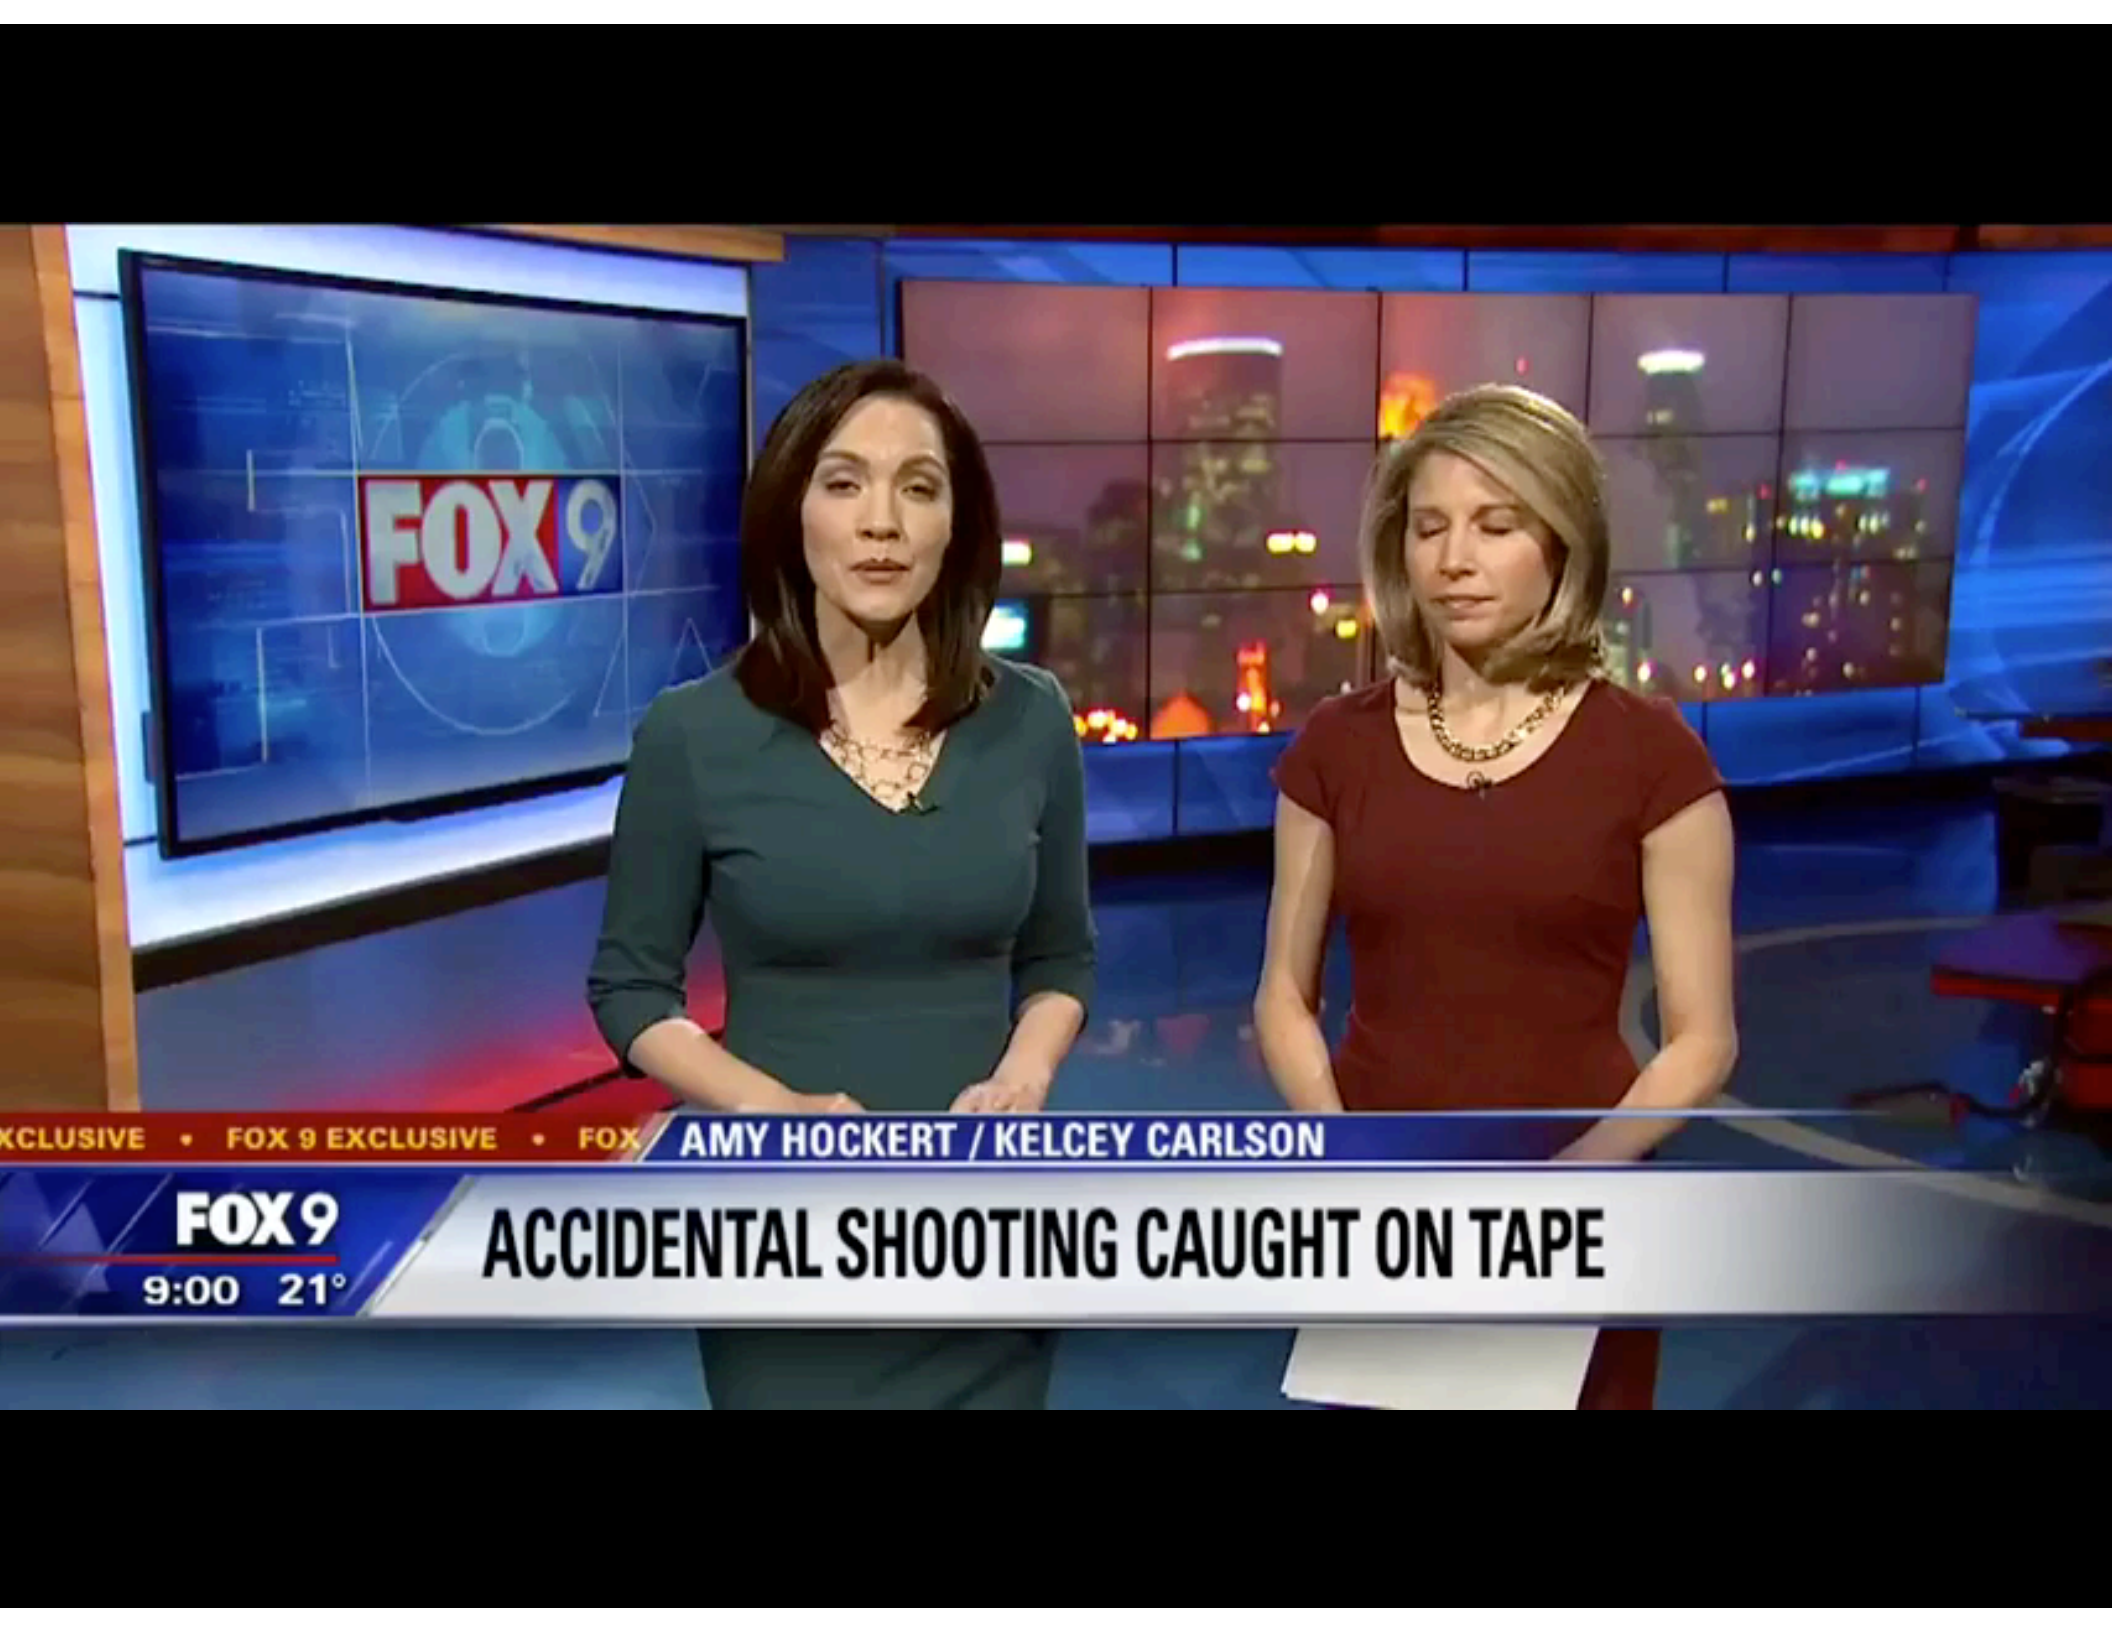 FOX 9
XCLUSIVE • FOX 9 EXCLUSIVE • FOX
AMY HOCKERT / KELCEY CARLSON
FOX 9
ACCIDENTAL SHOOTING CAUGHT ON TAPE
9:00 21°